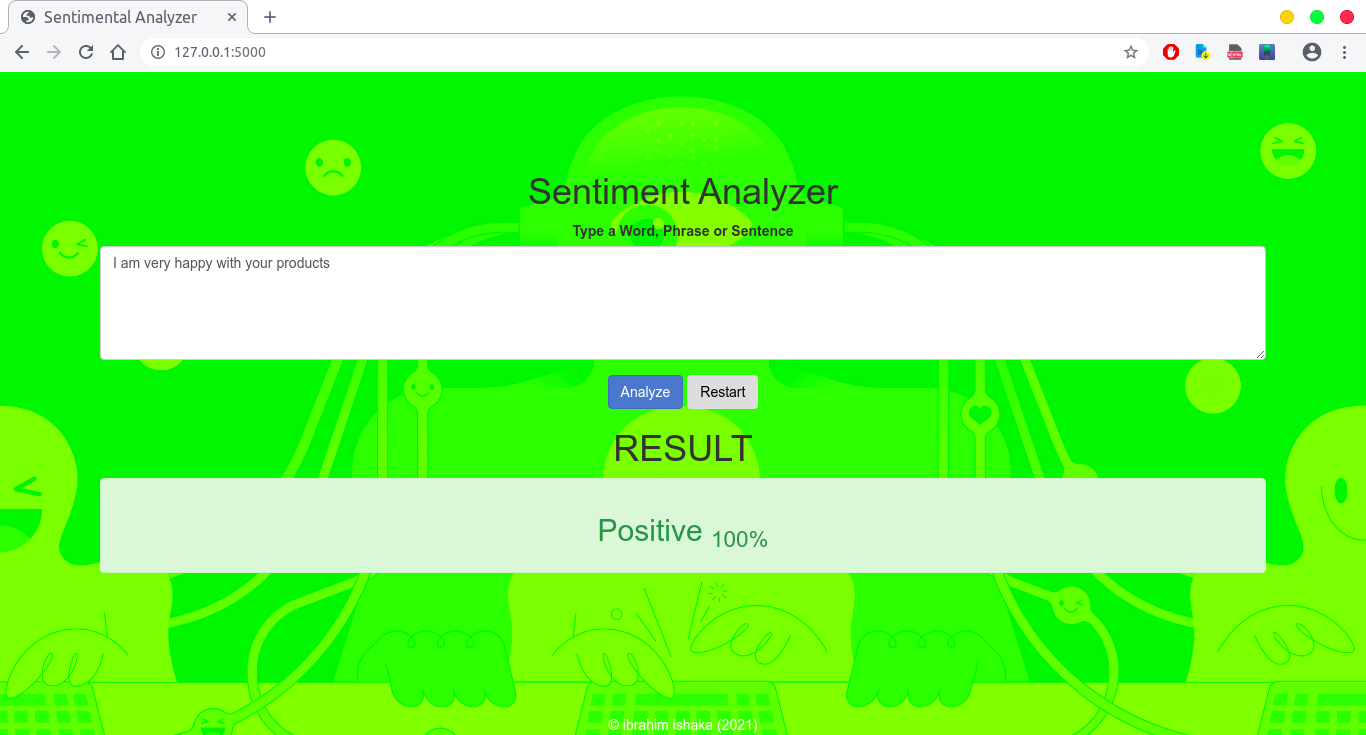 Sentimental Analyzer
127.0.0.1:5000
Sentiment Analyzer
Type a Word, Phrase or Sentence
I am very happy with your products
Analyze Restart
RESULT
Positive 100%
© ibrahim ishaka (2021)